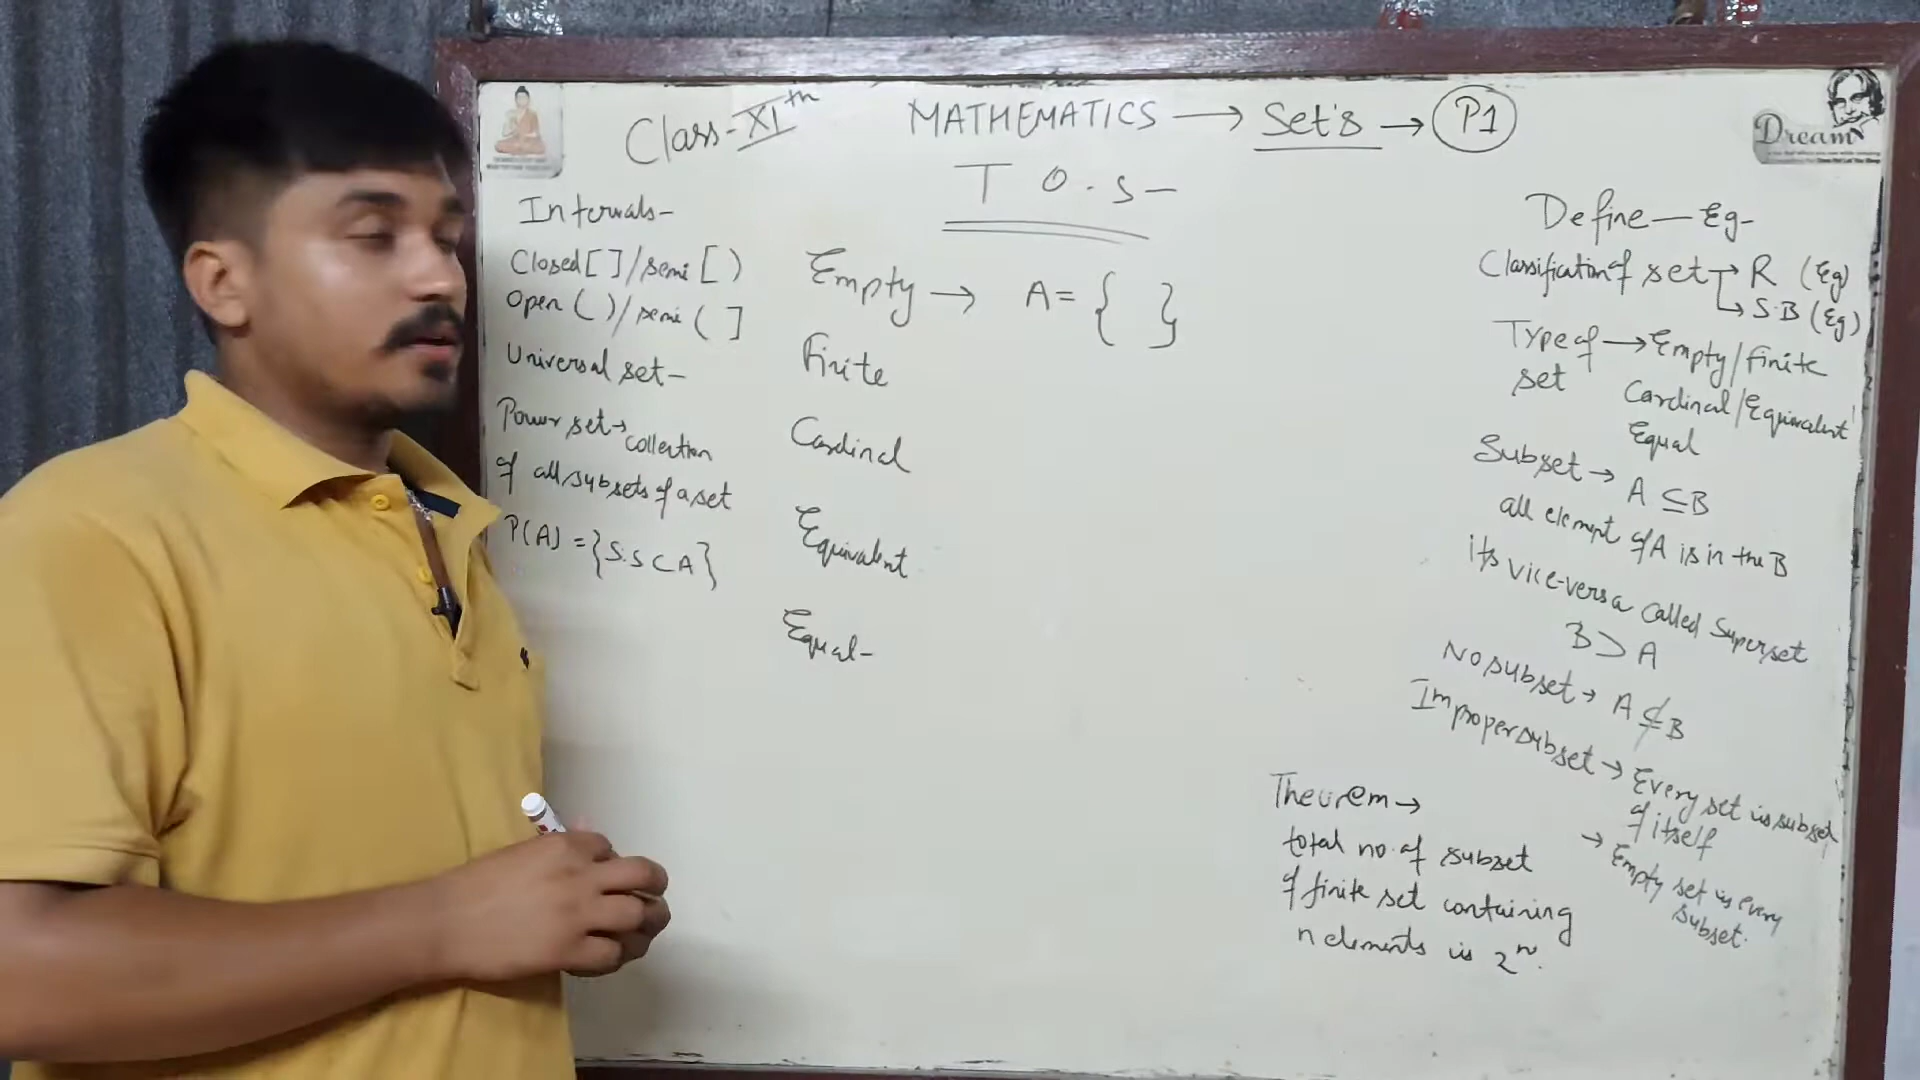 Class-XIth MATHEMATICS → Set's → P1
T O.S-
Intervals-
Closed[ ]/semi [ )
Open ( )/semi ( ]
Universal set-
Power set→ collection
of all subsets of a set
P(A) = {S.S ⊂ A}
Empty → A = { }
Finite
Cardinal
Equivalent
Equal-
Define-Eg-
Classification of set → R (Eg)
→ S.B (Eg)
Type of set → Empty/finite
Cardinal/Equivalent
Equal
Subset → A ⊆ B
all element of A is in the B
its vice-versa called Superset
B ⊃ A
No subset → A ⊈ B
Improper subset → Every set is subset
of itself
→ Empty set is every
subset.
Theorem →
total no. of subset
of finite set containing
n elements is 2ⁿ.
Dream